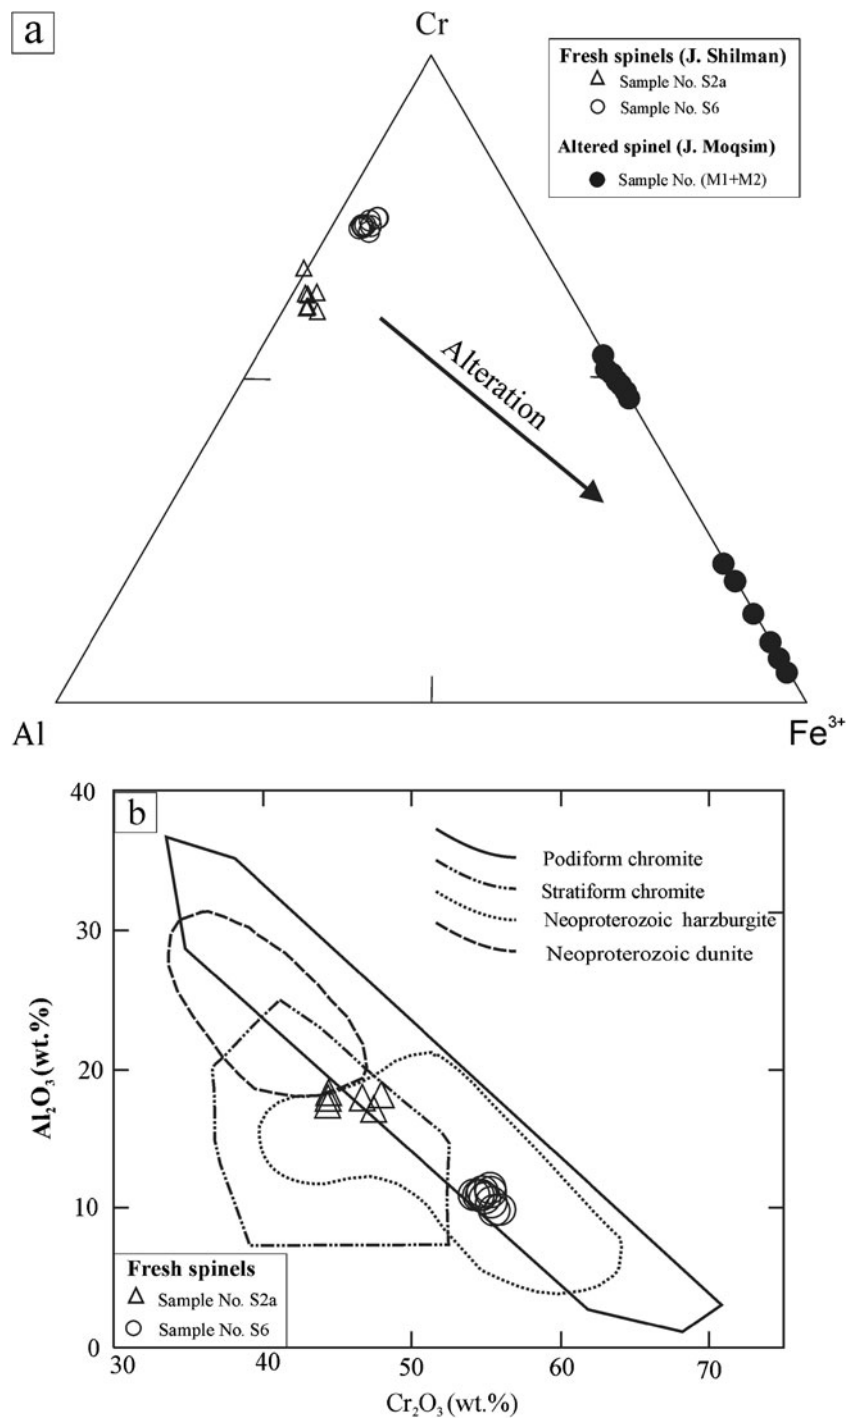 a
Cr
Fresh spinels (J. Shilman)
Sample No. S2a
Sample No. S6
Altered spinel (J. Moqsim)
Sample No. (M1+M2)
Alteration
Al
Fe³⁺
b
40
30
20
10
0
Al₂O₃ (wt.%)
Podiform chromite
Stratiform chromite
Neoproterozoic harzburgite
Neoproterozoic dunite
Fresh spinels
Sample No. S2a
Sample No. S6
30 40 50 60 70
Cr₂O₃ (wt.%)